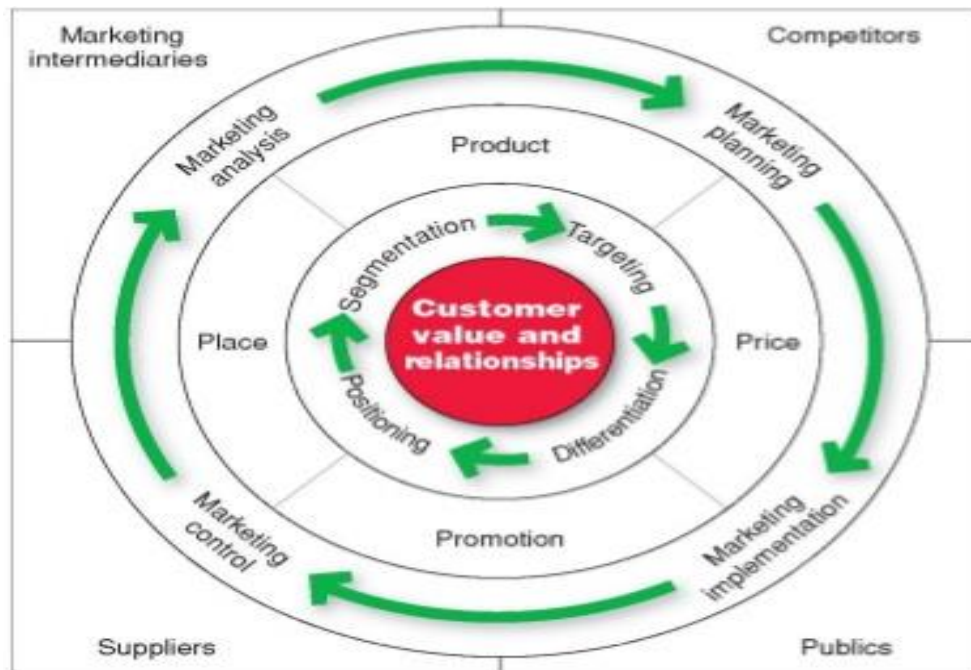 Marketing
intermediaries
Competitors
Marketing
analysis
Marketing
planning
Product
Segmentation
Targeting
Customer
value and
relationships
Place
Price
Positioning
Differentiation
Promotion
Marketing
control
Marketing
implementation
Suppliers
Publics